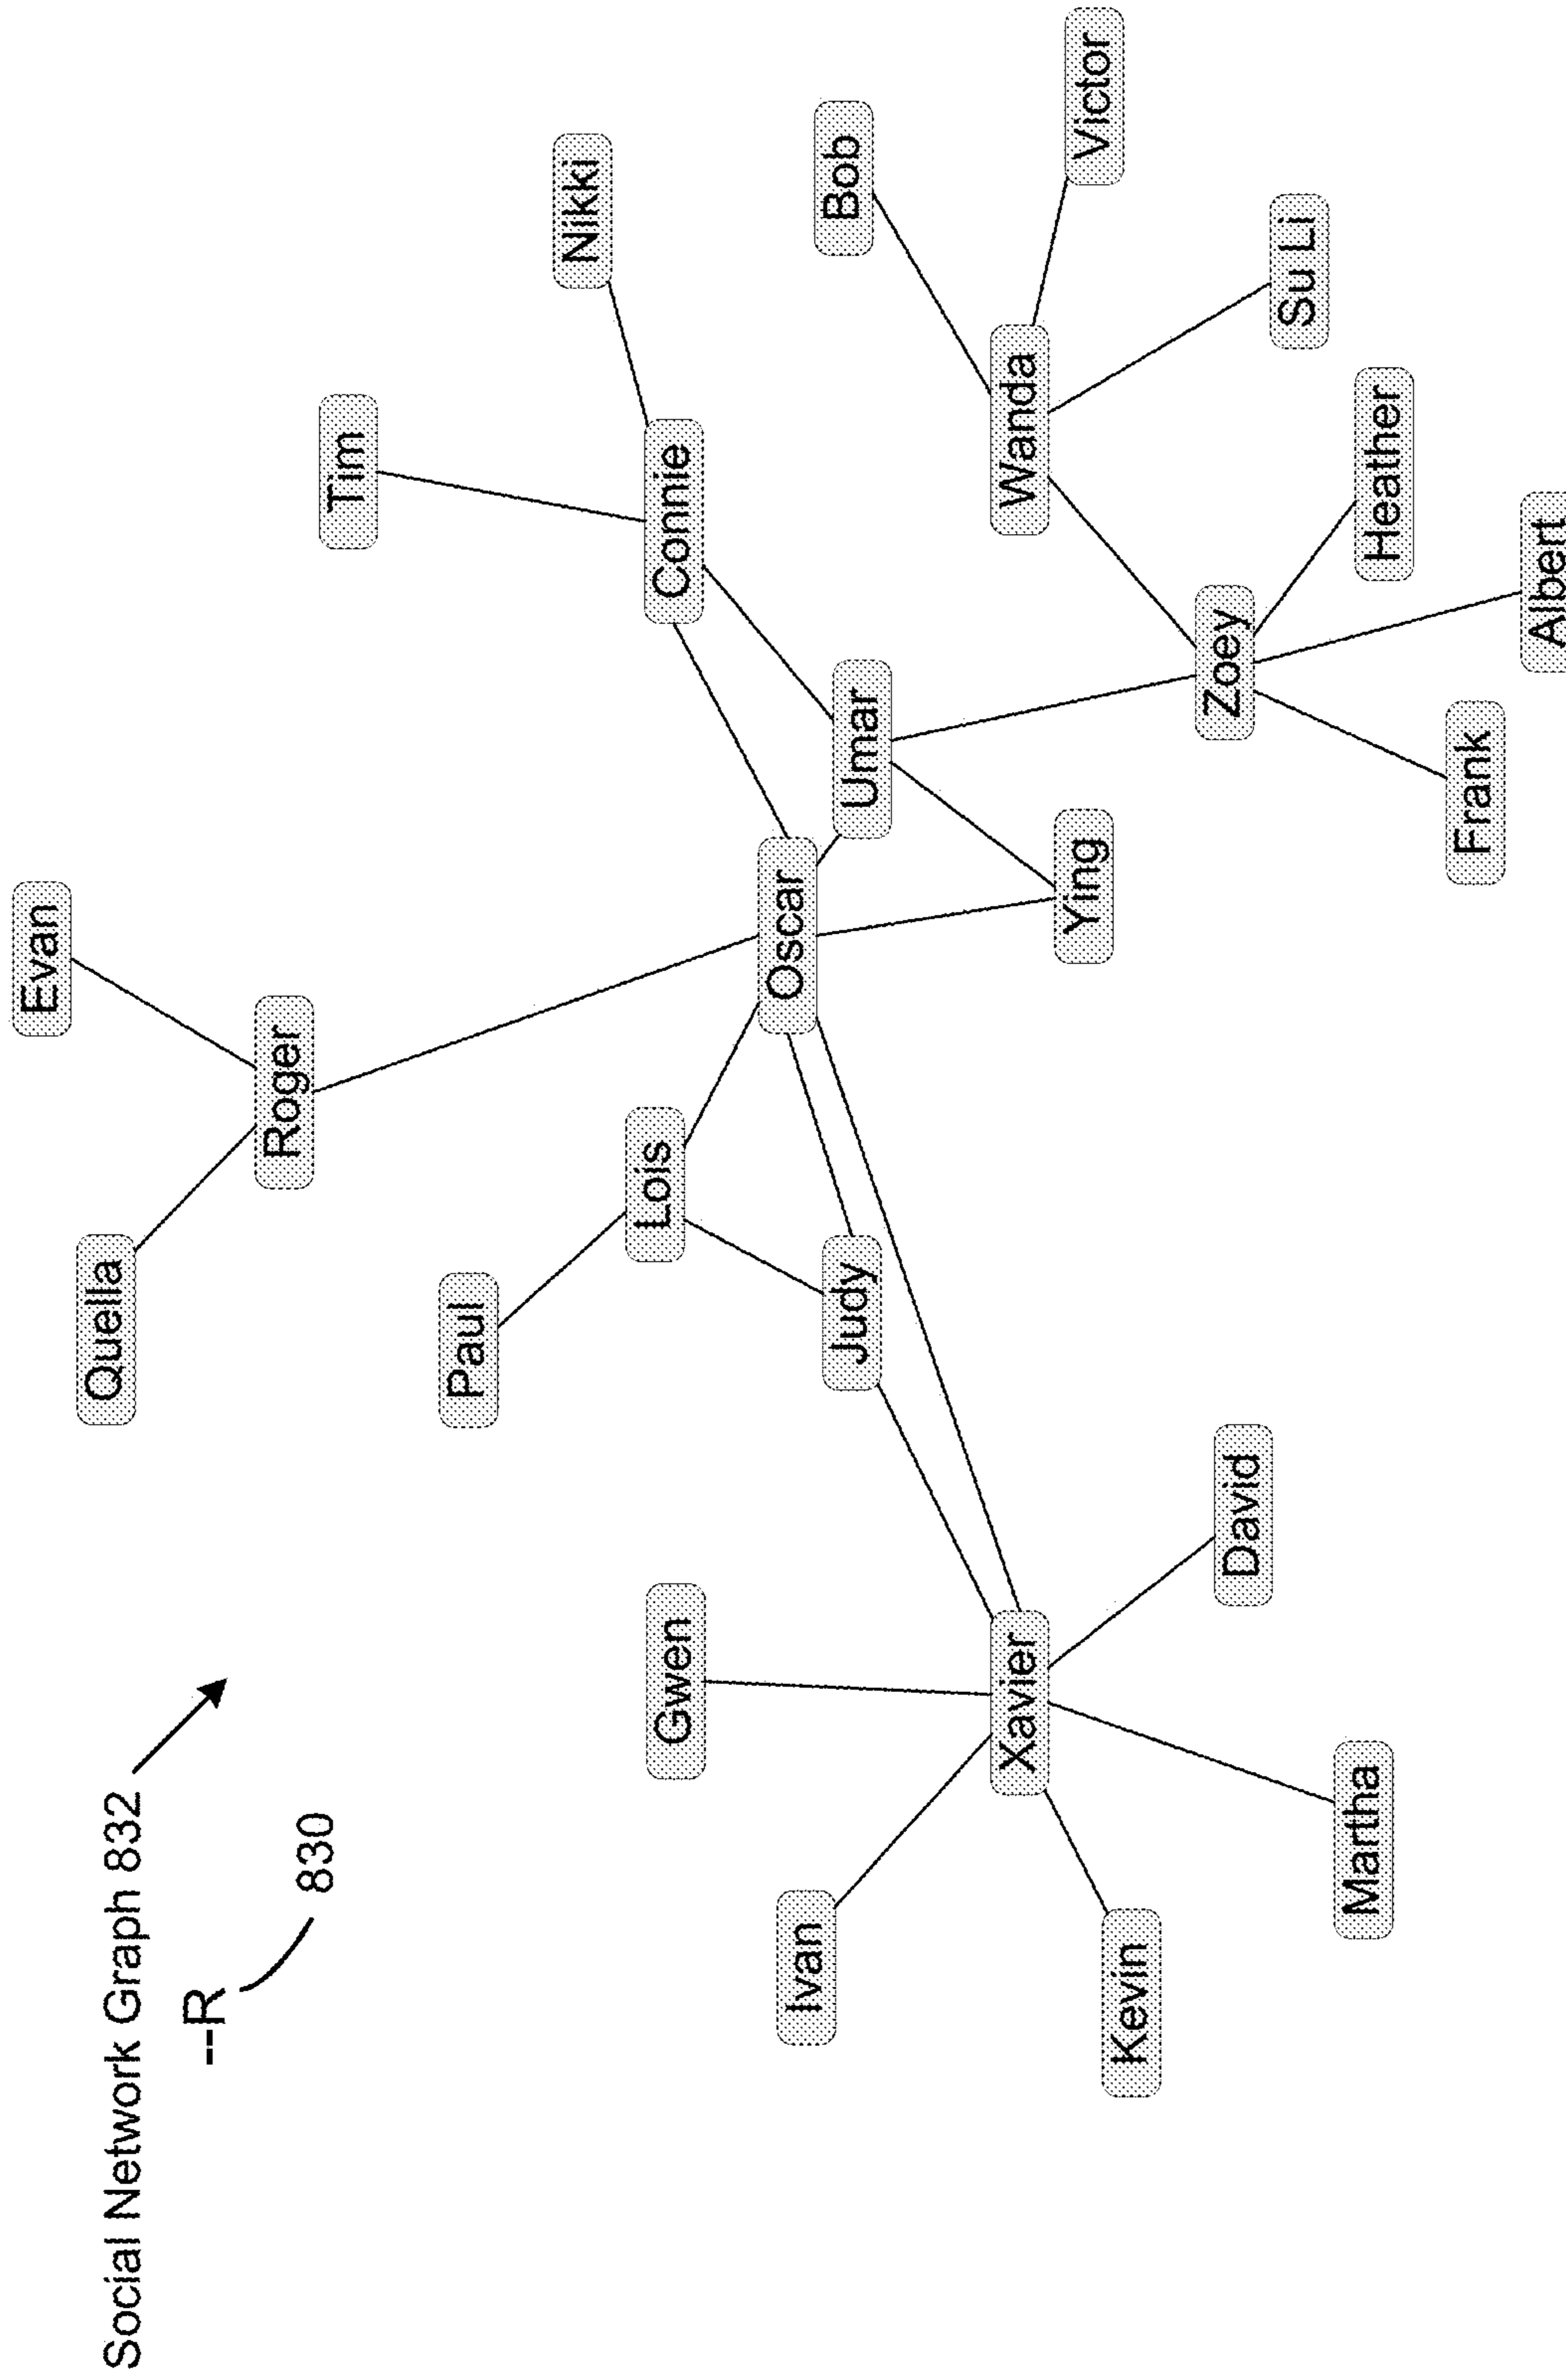 Social Network Graph 832
--R
830
Quella
Evan
Roger
Tim
Paul
Nikki
Lois
Connie
Gwen
Oscar
Bob
Ivan
Judy
Umar
Xavier
Wanda
Victor
Kevin
Ying
David
Zoey
Su Li
Martha
Heather
Frank
Albert